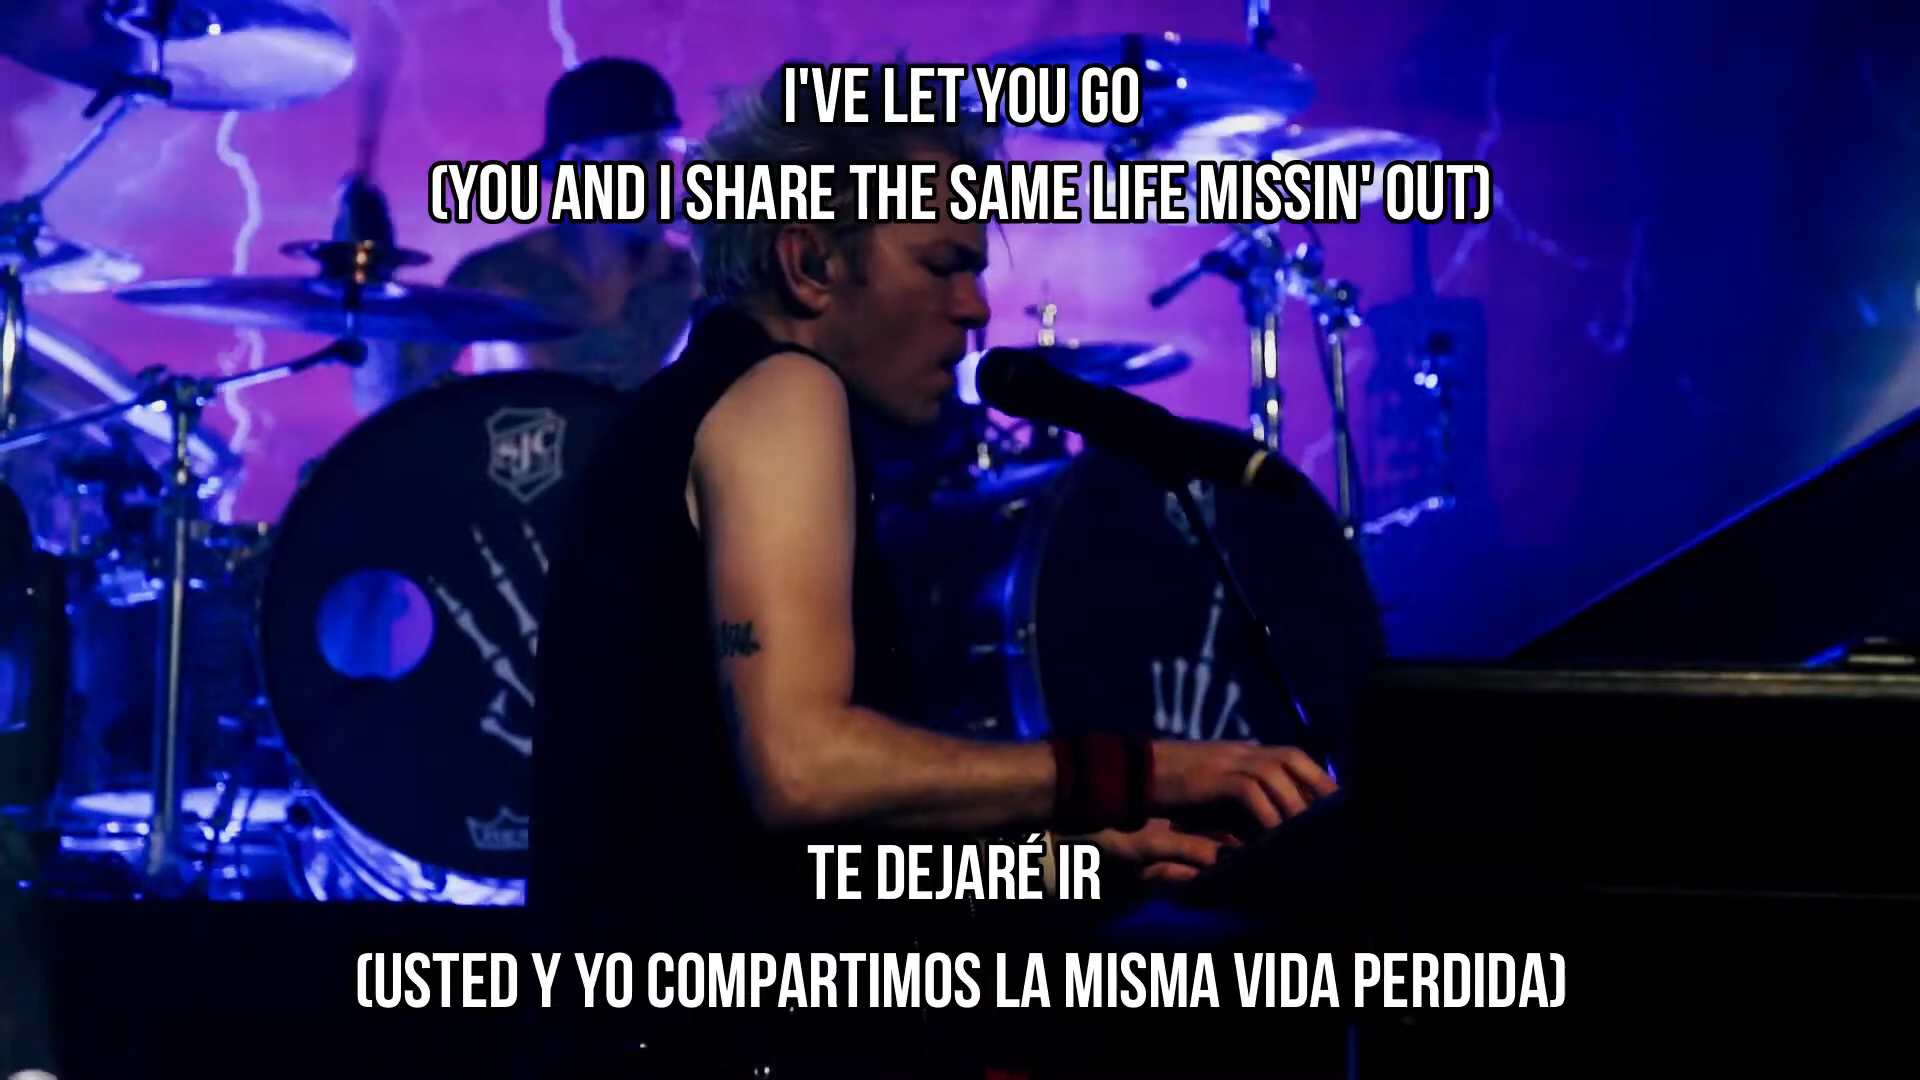 I'VE LET YOU GO
(YOU AND I SHARE THE SAME LIFE MISSIN' OUT)
SJC
TE DEJARÉ IR
(USTED Y YO COMPARTIMOS LA MISMA VIDA PERDIDA)